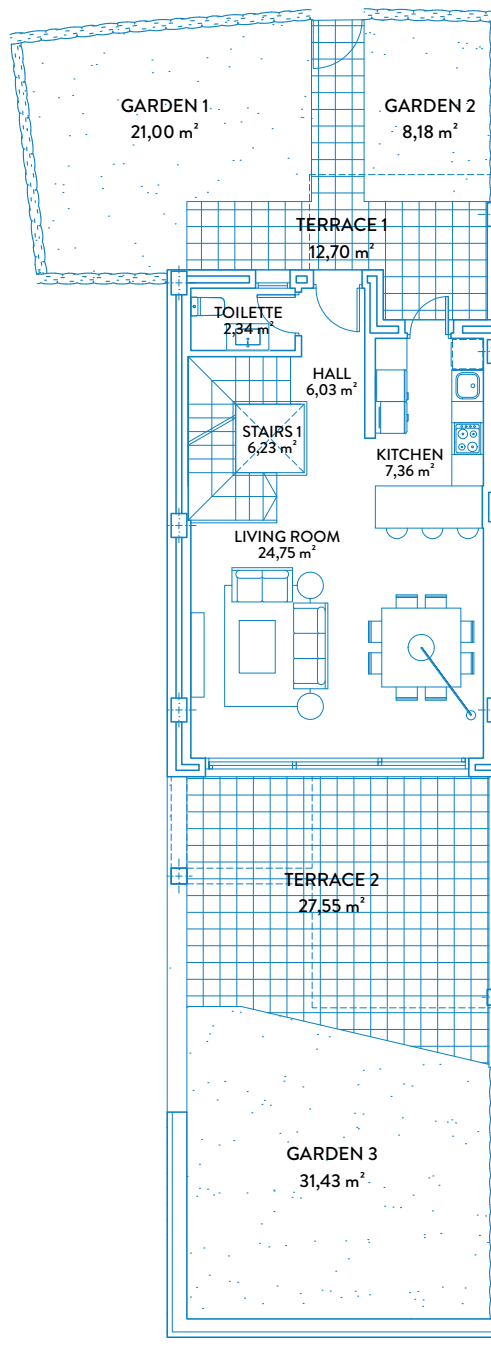 GARDEN 1
21,00 m²
GARDEN 2
8,18 m²
TERRACE 1
12,70 m²
TOILETTE
2,34 m²
HALL
6,03 m²
STAIRS 1
6,23 m²
KITCHEN
7,36 m²
LIVING ROOM
24,75 m²
TERRACE 2
27,55 m²
GARDEN 3
31,43 m²